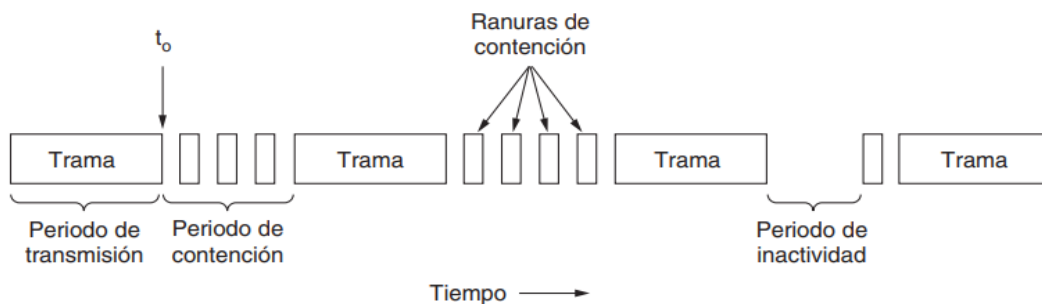 t₀
Ranuras de
contención
Trama
Trama
Trama
Trama
Periodo de
transmisión
Periodo de
contención
Periodo de
inactividad
Tiempo